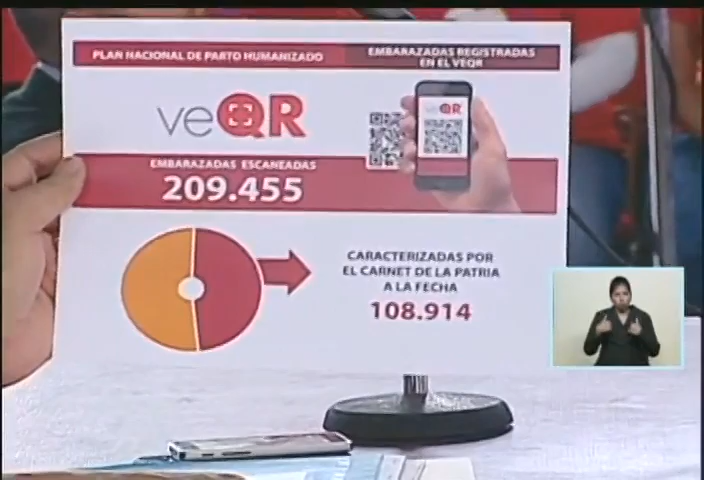 PLAN NACIONAL DE PARTO HUMANIZADO
EMBARAZADAS REGISTRADAS
EN EL VEQR
veQR
veQR
EMBARAZADAS ESCANEADAS
209.455
CARACTERIZADAS POR
EL CARNET DE LA PATRIA
A LA FECHA
108.914